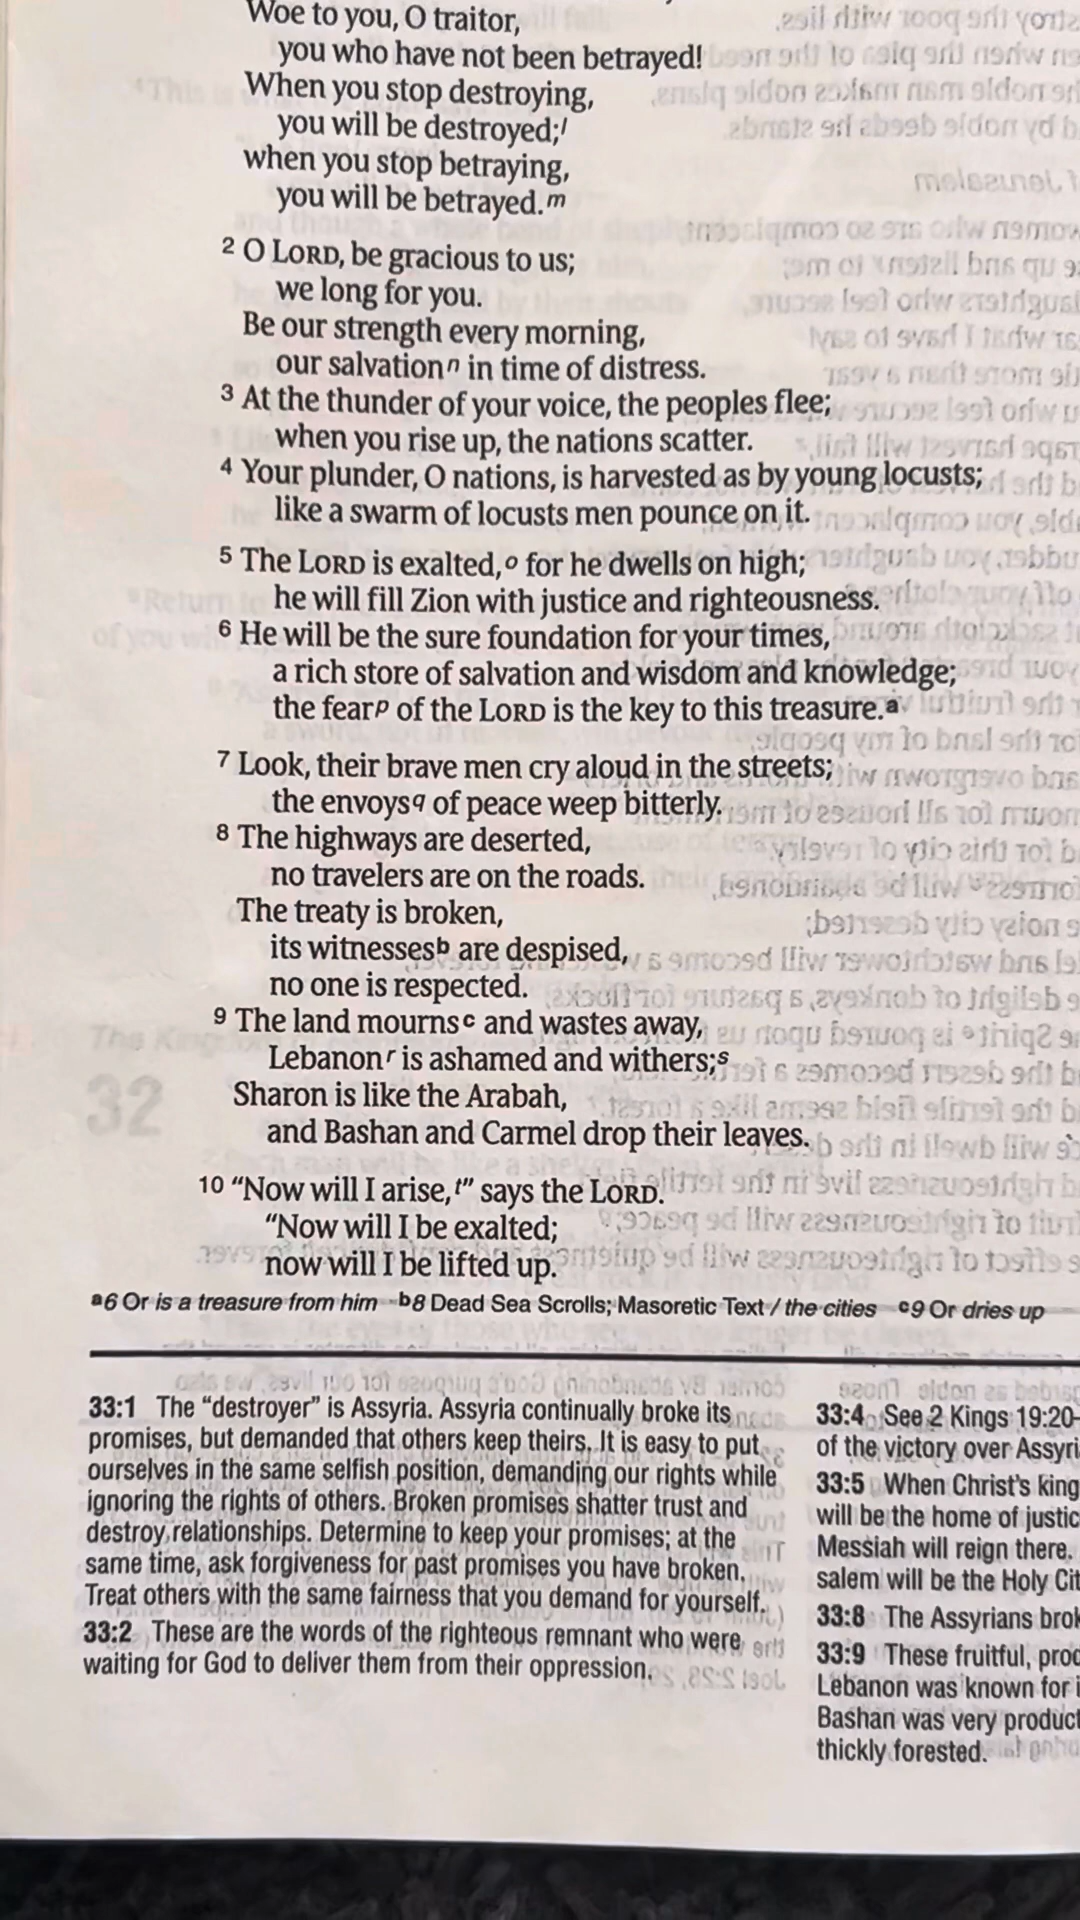 Woe to you, O traitor,
you who have not been betrayed!
When you stop destroying,
you will be destroyed;l
when you stop betraying,
you will be betrayed.m
2 O LORD, be gracious to us;
we long for you.
Be our strength every morning,
our salvationn in time of distress.
3 At the thunder of your voice, the peoples flee;
when you rise up, the nations scatter.
4 Your plunder, O nations, is harvested as by young locusts;
like a swarm of locusts men pounce on it.
5 The LORD is exalted,o for he dwells on high;
he will fill Zion with justice and righteousness.
6 He will be the sure foundation for your times,
a rich store of salvation and wisdom and knowledge;
the fearp of the LORD is the key to this treasure.a
7 Look, their brave men cry aloud in the streets;
the envoysq of peace weep bitterly.
8 The highways are deserted,
no travelers are on the roads.
The treaty is broken,
its witnessesb are despised,
no one is respected.
9 The land mournsc and wastes away,
Lebanonr is ashamed and withers;s
Sharon is like the Arabah,
and Bashan and Carmel drop their leaves.
10 “Now will I arise,t” says the LORD.
“Now will I be exalted;
now will I be lifted up.
a6 Or is a treasure from him b8 Dead Sea Scrolls; Masoretic Text / the cities c9 Or dries up
33:1 The “destroyer” is Assyria. Assyria continually broke its
promises, but demanded that others keep theirs. It is easy to put
ourselves in the same selfish position, demanding our rights while
ignoring the rights of others. Broken promises shatter trust and
destroy relationships. Determine to keep your promises; at the
same time, ask forgiveness for past promises you have broken.
Treat others with the same fairness that you demand for yourself.
33:2 These are the words of the righteous remnant who were
waiting for God to deliver them from their oppression.
33:4 See 2 Kings 19:20-
of the victory over Assyri
33:5 When Christ's king
will be the home of justic
Messiah will reign there.
salem will be the Holy Cit
33:8 The Assyrians brok
33:9 These fruitful, prod
Lebanon was known for i
Bashan was very product
thickly forested.